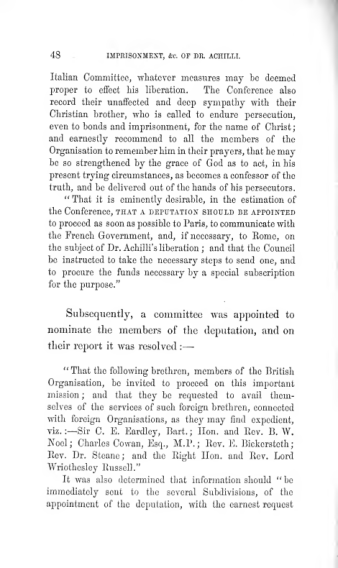 48 IMPRISONMENT, &c. OF DR. ACHILLI.
Italian Committee, whatever measures may be deemed
proper to effect his liberation. The Conference also
record their unaffected and deep sympathy with their
Christian brother, who is called to endure persecution,
even to bonds and imprisonment, for the name of Christ;
and earnestly recommend to all the members of the
Organisation to remember him in their prayers, that he may
be so strengthened by the grace of God as to act, in his
present trying circumstances, as becomes a confessor of the
truth, and be delivered out of the hands of his persecutors.
"That it is eminently desirable, in the estimation of
the Conference, THAT A DEPUTATION SHOULD BE APPOINTED
to proceed as soon as possible to Paris, to communicate with
the French Government, and, if necessary, to Rome, on
the subject of Dr. Achilli's liberation; and that the Council
be instructed to take the necessary steps to send one, and
to procure the funds necessary by a special subscription
for the purpose."
Subsequently, a committee was appointed to
nominate the members of the deputation, and on
their report it was resolved:—
"That the following brethren, members of the British
Organisation, be invited to proceed on this important
mission; and that they be requested to avail them-
selves of the services of such foreign brethren, connected
with foreign Organisations, as they may find expedient,
viz.:—Sir C. E. Eardley, Bart.; Hon. and Rev. B. W.
Noel; Charles Cowan, Esq., M.P.; Rev. E. Bickersteth;
Rev. Dr. Steane; and the Right Hon. and Rev. Lord
Wriothesley Russell."
It was also determined that information should "be
immediately sent to the several Subdivisions, of the
appointment of the deputation, with the earnest request